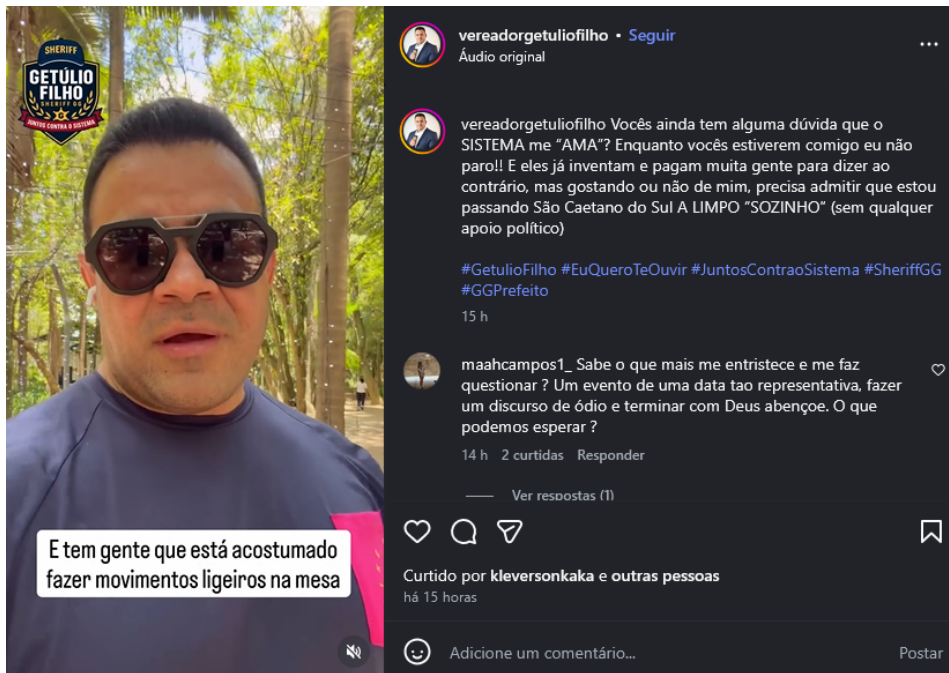 SHERIFF
GETÚLIO
FILHO
SHERIFF GG
JUNTOS CONTRA O SISTEMA
E tem gente que está acostumado
fazer movimentos ligeiros na mesa
vereadorgetuliofilho • Seguir
Áudio original
vereadorgetuliofilho Vocês ainda tem alguma dúvida que o
SISTEMA me “AMA”? Enquanto vocês estiverem comigo eu não
paro!! E eles já inventam e pagam muita gente para dizer ao
contrário, mas gostando ou não de mim, precisa admitir que estou
passando São Caetano do Sul A LIMPO “SOZINHO” (sem qualquer
apoio político)
#GetulioFilho #EuQueroTeOuvir #JuntosContraoSistema #SheriffGG
#GGPrefeito
15 h
maahcampos1_ Sabe o que mais me entristece e me faz
questionar ? Um evento de uma data tao representativa, fazer
um discurso de ódio e terminar com Deus abençoe. O que
podemos esperar ?
14 h 2 curtidas Responder
Ver respostas (1)
Curtido por kleversonkaka e outras pessoas
há 15 horas
Adicione um comentário...
Postar